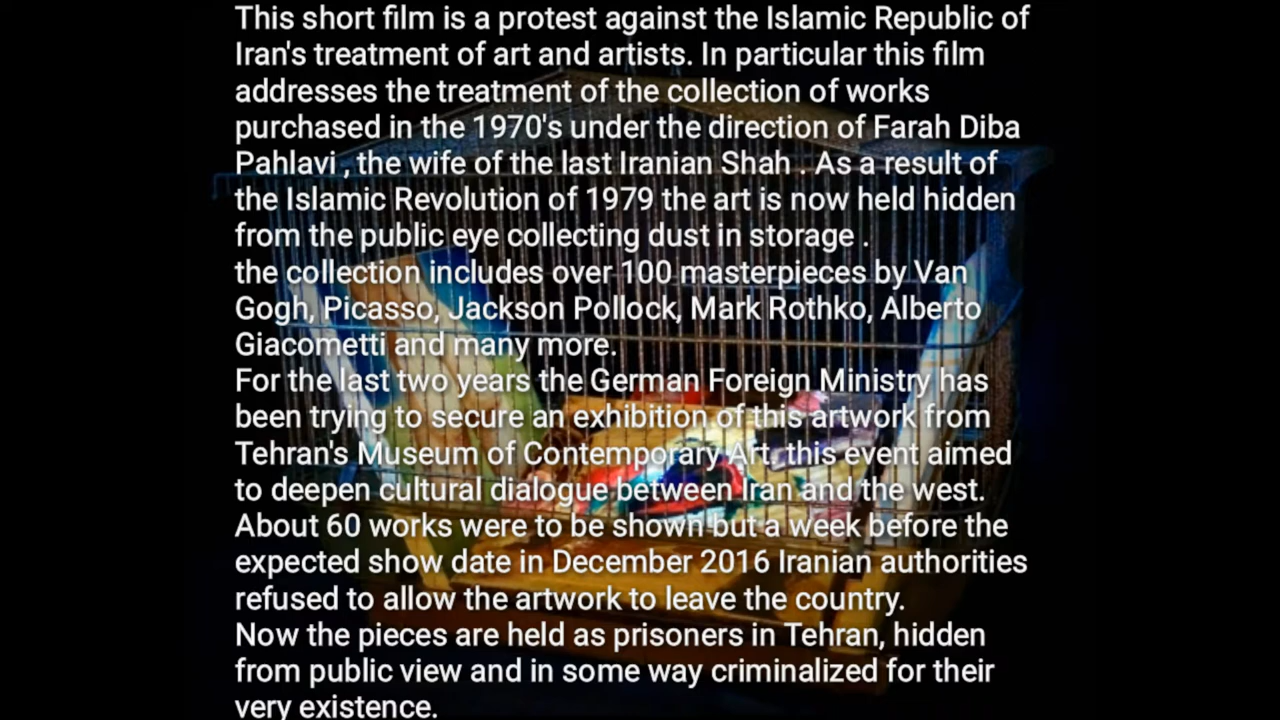 This short film is a protest against the Islamic Republic of
Iran's treatment of art and artists. In particular this film
addresses the treatment of the collection of works
purchased in the 1970's under the direction of Farah Diba
Pahlavi , the wife of the last Iranian Shah . As a result of
the Islamic Revolution of 1979 the art is now held hidden
from the public eye collecting dust in storage .
the collection includes over 100 masterpieces by Van
Gogh, Picasso, Jackson Pollock, Mark Rothko, Alberto
Giacometti and many more.
For the last two years the German Foreign Ministry has
been trying to secure an exhibition of this artwork from
Tehran's Museum of Contemporary Art, this event aimed
to deepen cultural dialogue between Iran and the west.
About 60 works were to be shown but a week before the
expected show date in December 2016 Iranian authorities
refused to allow the artwork to leave the country.
Now the pieces are held as prisoners in Tehran, hidden
from public view and in some way criminalized for their
very existence.